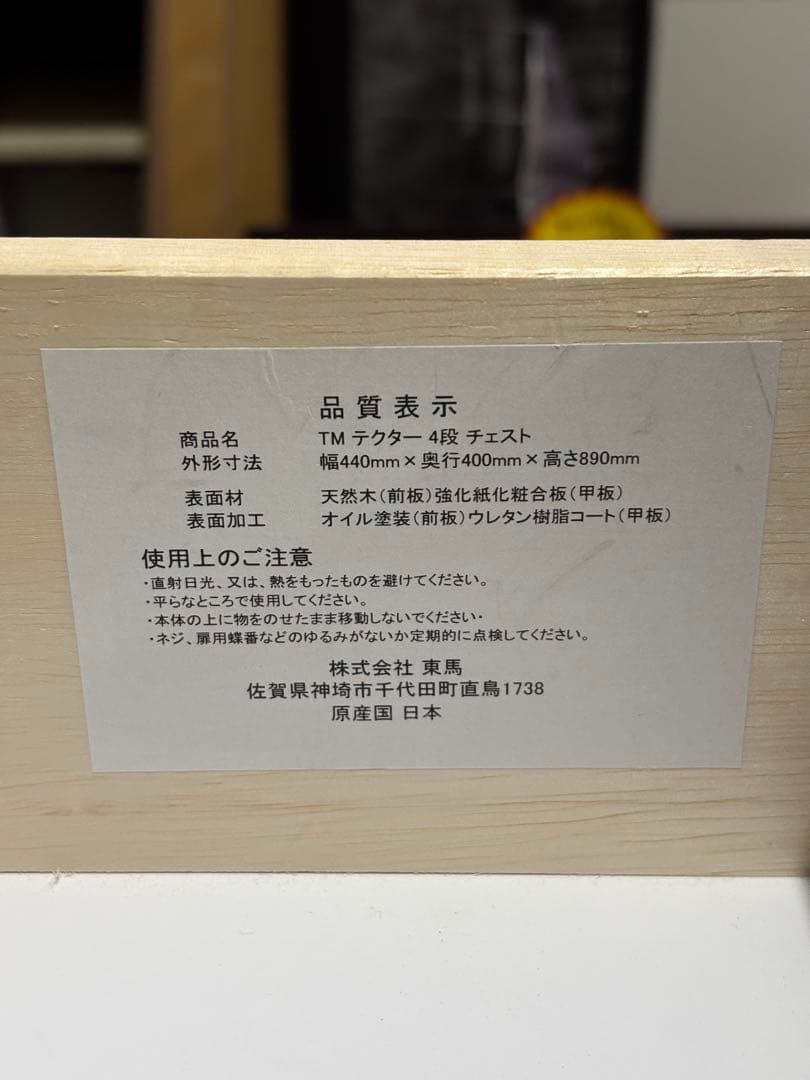 品質表示
商品名 TM テクター 4段 チェスト
外形寸法 幅440mm×奥行400mm×高さ890mm
表面材 天然木(前板)強化紙化粧合板(甲板)
表面加工 オイル塗装(前板)ウレタン樹脂コート(甲板)
使用上のご注意
・直射日光、又は、熱をもったものを避けてください。
・平らなところで使用してください。
・本体の上に物をのせたまま移動しないでください・
・ネジ、扉用蝶番などのゆるみがないか定期的に点検してください。
株式会社 東馬
佐賀県神埼市千代田町直鳥1738
原産国 日本